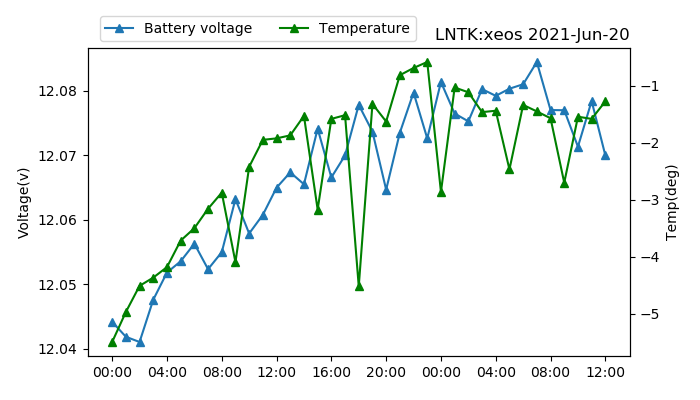 Battery voltage Temperature
LNTK:xeos 2021-Jun-20
Voltage(v)
12.08
12.07
12.06
12.05
12.04
−1
−2
−3
−4
−5
Temp(deg)
00:00 04:00 08:00 12:00 16:00 20:00 00:00 04:00 08:00 12:00